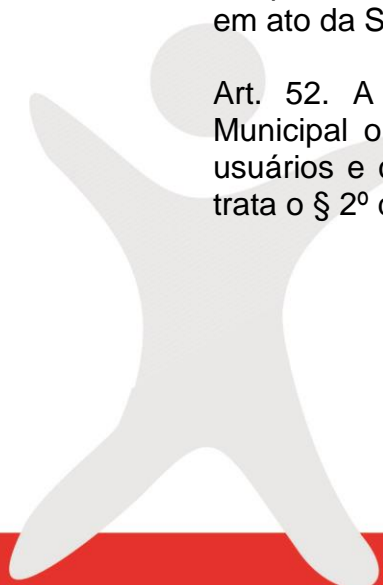 em ato da S
Art. 52. A
Municipal o
usuários e
trata o § 2º